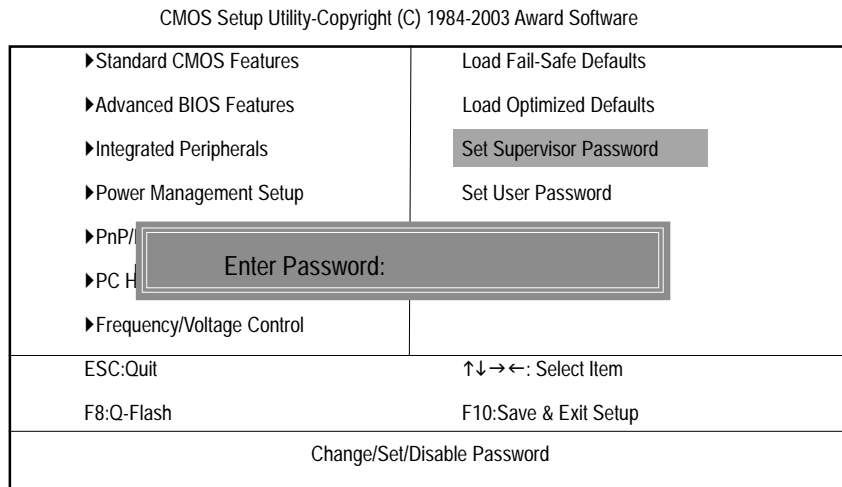 CMOS Setup Utility-Copyright (C) 1984-2003 Award Software
▶Standard CMOS Features
▶Advanced BIOS Features
▶Integrated Peripherals
▶Power Management Setup
▶PnP/
▶PC H
▶Frequency/Voltage Control
Load Fail-Safe Defaults
Load Optimized Defaults
Set Supervisor Password
Set User Password
Enter Password:
ESC:Quit
↑↓→←: Select Item
F8:Q-Flash
F10:Save & Exit Setup
Change/Set/Disable Password